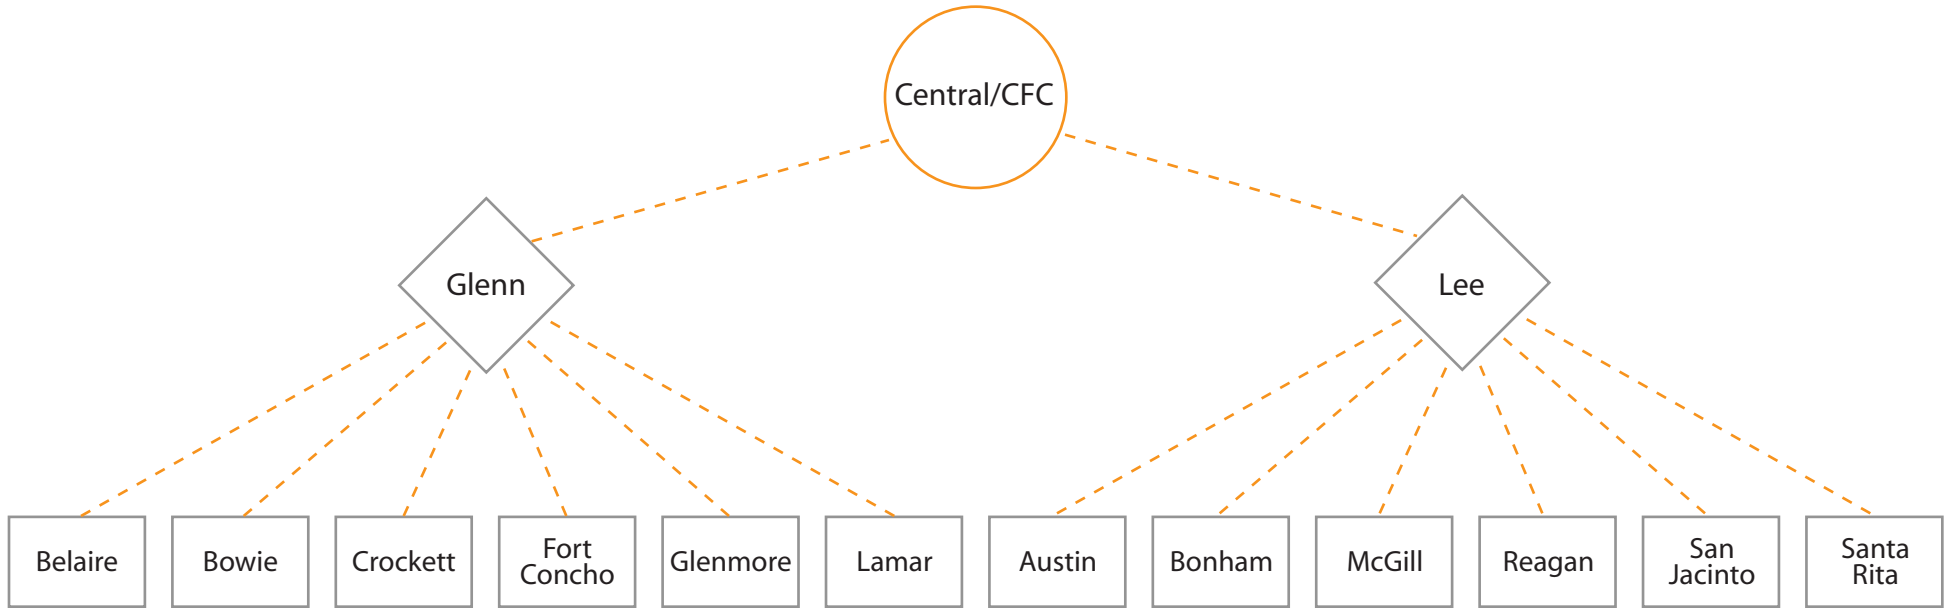 Central/CFC
Glenn
Lee
Belaire
Bowie
Crockett
Fort
Concho
Glenmore
Lamar
Austin
Bonham
McGill
Reagan
San
Jacinto
Santa
Rita